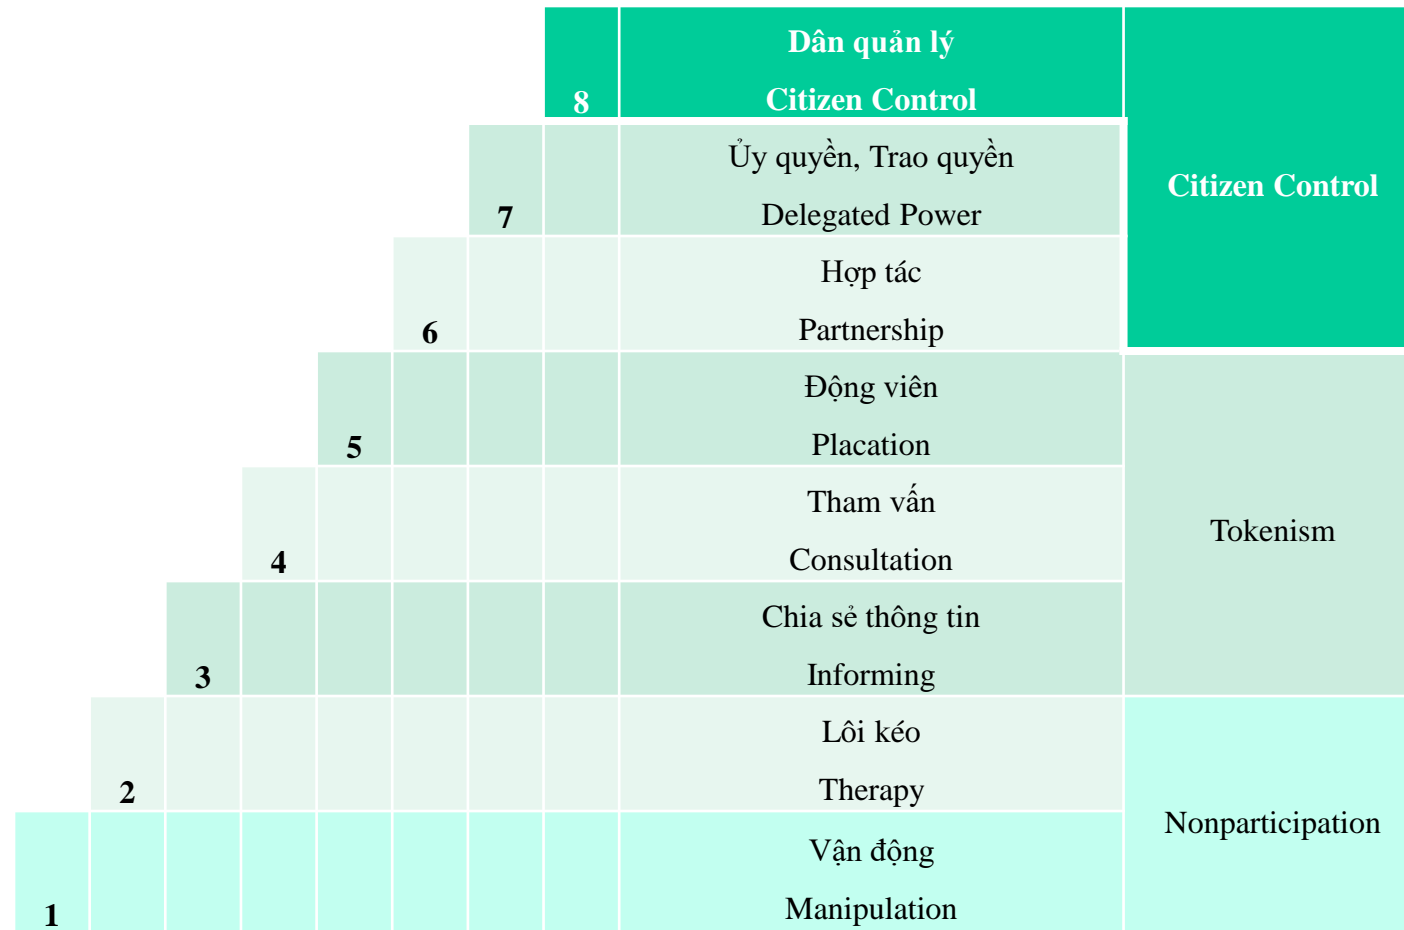 Dân quản lý
8
Citizen Control
Citizen Control
Ủy quyền, Trao quyền
7
Delegated Power
Hợp tác
6
Partnership
Động viên
5
Placation
Tham vấn
4
Consultation
Tokenism
Chia sẻ thông tin
3
Informing
Lôi kéo
2
Therapy
Nonparticipation
Vận động
1
Manipulation